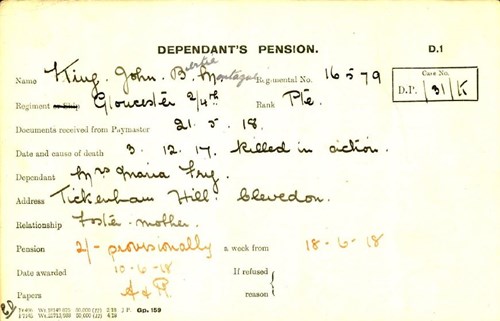 DEPENDANT'S PENSION. D.1
Name King. John. B. M. Regimental No. 16579
Bertie Montague
Case No.
Regiment Gloucester 2/4th Rank Pte. D.P. /31/K
Documents received from Paymaster 21. 5. 18.
Date and cause of death 3. 12. 17. Killed in action.
Dependant Mrs Maria Fry.
Address Tickenham Hill. Clevedon.
Relationship Foster-mother.
Pension 2/- provisionally a week from 18-6-18
Date awarded 10-6-18 If refused
Papers A & P. reason
Gp. 159